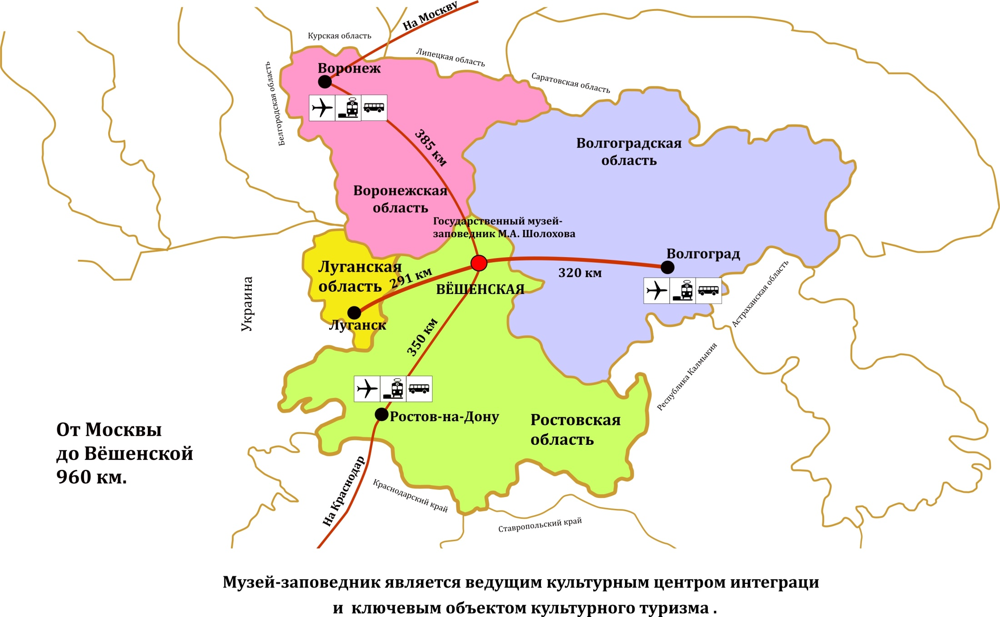 На Москву
Курская область
Липецкая область
Белгородская область
Воронеж
Саратовская область
385 км
Волгоградская
область
Воронежская
область
Государственный музей-
заповедник М.А. Шолохова
Волгоград
Луганская
область
291 км
320 км
ВЁШЕНСКАЯ
Астраханская область
Украина
Луганск
350 км
Республика Калмыкия
Ростов-на-Дону
Ростовская
область
От Москвы
до Вёшенской
960 км.
На Краснодар
Краснодарский край
Ставропольский край
Музей-заповедник является ведущим культурным центром интеграци
и ключевым объектом культурного туризма .